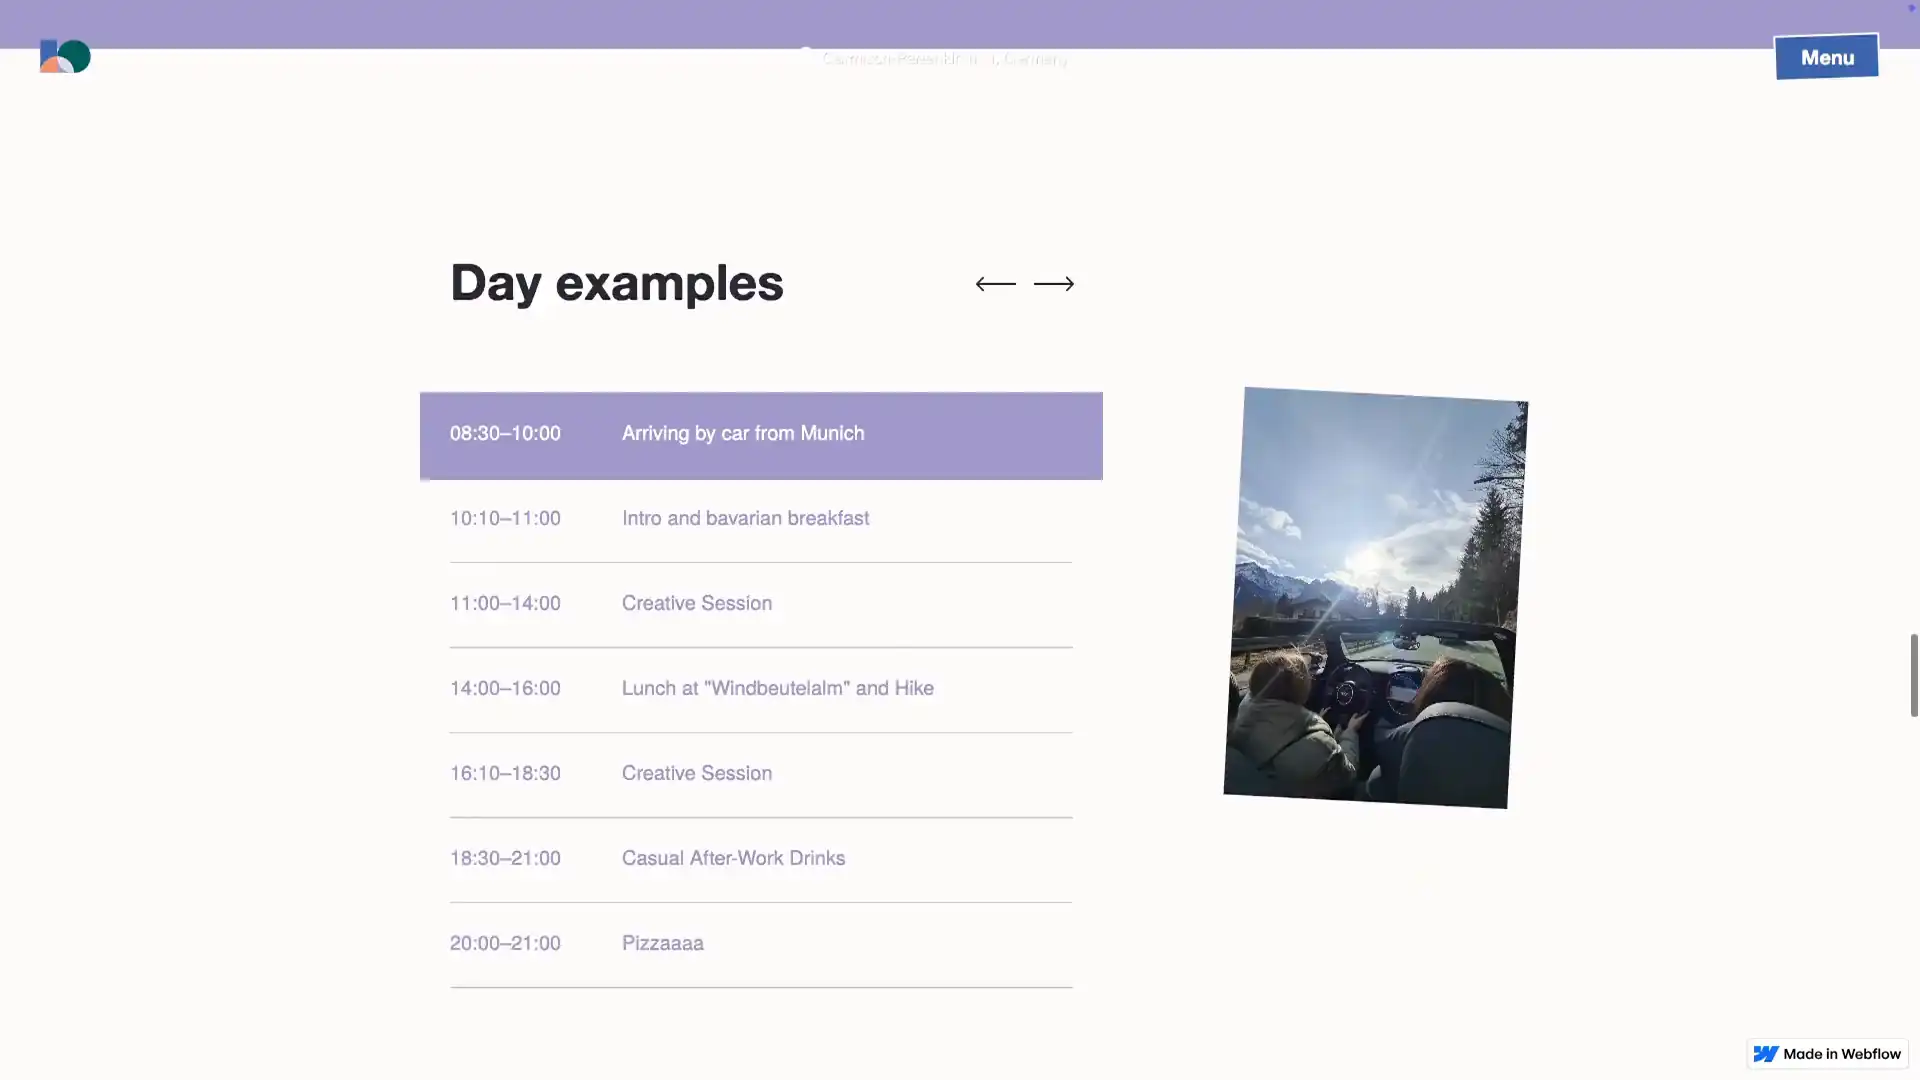 Menu
Day examples
08:30–10:00 Arriving by car from Munich
10:10–11:00 Intro and bavarian breakfast
11:00–14:00 Creative Session
14:00–16:00 Lunch at "Windbeutelalm" and Hike
16:10–18:30 Creative Session
18:30–21:00 Casual After-Work Drinks
20:00–21:00 Pizzaaaa
Made in Webflow